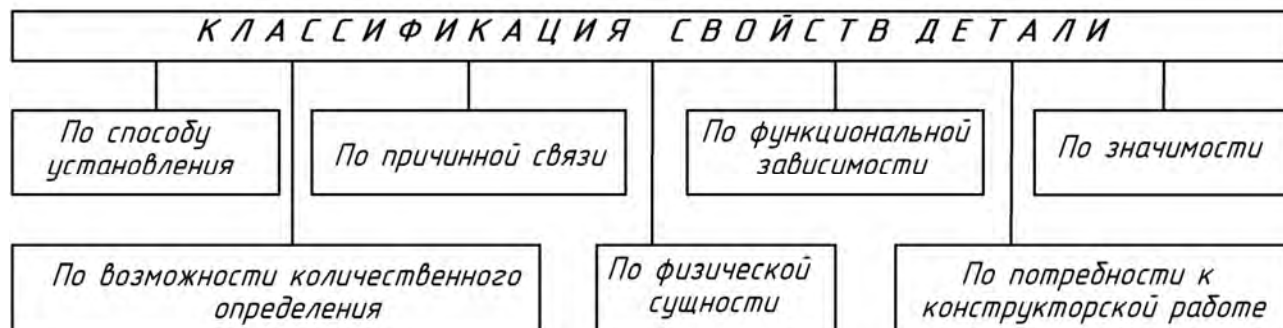 КЛАССИФИКАЦИЯ СВОЙСТВ ДЕТАЛИ
По способу
установления
По причинной связи
По функциональной
зависимости
По значимости
По возможности количественного
определения
По физической
сущности
По потребности к
конструкторской работе